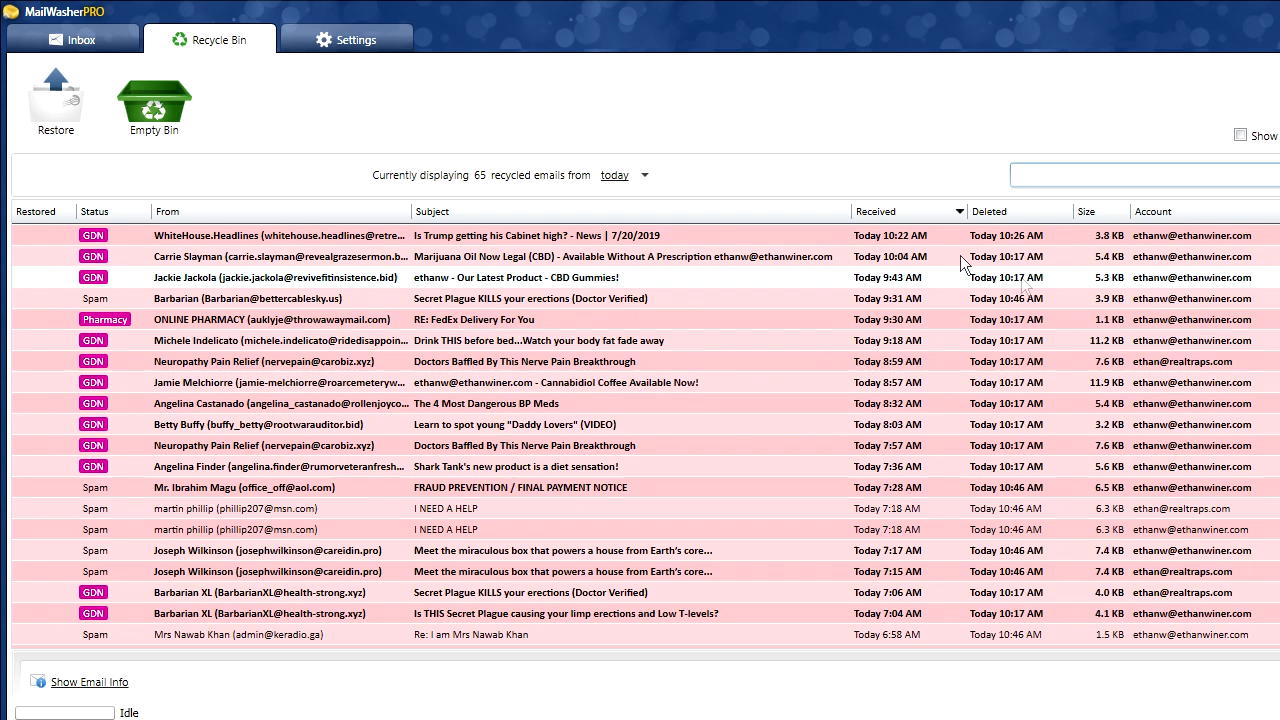 MailWasherPRO
Inbox Recycle Bin Settings
Restore Empty Bin
Show
Currently displaying 65 recycled emails from today
Restored Status From Subject Received Deleted Size Account
GDN WhiteHouse.Headlines (whitehouse.headlines@retre... Is Trump getting his Cabinet high? - News | 7/20/2019 Today 10:22 AM Today 10:26 AM 3.8 KB ethanw@ethanwiner.com
GDN Carrie Slayman (carrie.slayman@revealgrazesermon.b... Marijuana Oil Now Legal (CBD) - Available Without A Prescription ethanw@ethanwiner.com Today 10:04 AM Today 10:17 AM 5.4 KB ethanw@ethanwiner.com
GDN Jackie Jackola (jackie.jackola@revivefitinsistence.bid) ethanw - Our Latest Product - CBD Gummies! Today 9:43 AM Today 10:17 AM 5.3 KB ethanw@ethanwiner.com
Spam Barbarian (Barbarian@bettercablesky.us) Secret Plague KILLS your erections (Doctor Verified) Today 9:31 AM Today 10:46 AM 3.9 KB ethanw@ethanwiner.com
Pharmacy ONLINE PHARMACY (auklyje@throwawaymail.com) RE: FedEx Delivery For You Today 9:30 AM Today 10:17 AM 1.1 KB ethanw@ethanwiner.com
GDN Michele Indelicato (michele.indelicato@ridedisappoin... Drink THIS before bed...Watch your body fat fade away Today 9:18 AM Today 10:17 AM 11.2 KB ethanw@ethanwiner.com
GDN Neuropathy Pain Relief (nervepain@carobiz.xyz) Doctors Baffled By This Nerve Pain Breakthrough Today 8:59 AM Today 10:17 AM 7.6 KB ethan@realtraps.com
GDN Jamie Melchiorre (jamie-melchiorre@roarcemeteryw... ethanw@ethanwiner.com - Cannabidiol Coffee Available Now! Today 8:57 AM Today 10:17 AM 11.9 KB ethanw@ethanwiner.com
GDN Angelina Castanado (angelina_castanado@rollenjoyco... The 4 Most Dangerous BP Meds Today 8:32 AM Today 10:17 AM 5.4 KB ethanw@ethanwiner.com
GDN Betty Buffy (buffy_betty@rootwarauditor.bid) Learn to spot young "Daddy Lovers" (VIDEO) Today 8:03 AM Today 10:17 AM 3.2 KB ethanw@ethanwiner.com
GDN Neuropathy Pain Relief (nervepain@carobiz.xyz) Doctors Baffled By This Nerve Pain Breakthrough Today 7:57 AM Today 10:17 AM 7.6 KB ethanw@ethanwiner.com
GDN Angelina Finder (angelina.finder@rumorveteranfresh... Shark Tank's new product is a diet sensation! Today 7:36 AM Today 10:17 AM 5.6 KB ethanw@ethanwiner.com
Spam Mr. Ibrahim Magu (office_off@aol.com) FRAUD PREVENTION / FINAL PAYMENT NOTICE Today 7:28 AM Today 10:46 AM 6.5 KB ethanw@ethanwiner.com
Spam martin phillip (phillip207@msn.com) I NEED A HELP Today 7:18 AM Today 10:46 AM 6.3 KB ethan@realtraps.com
Spam martin phillip (phillip207@msn.com) I NEED A HELP Today 7:18 AM Today 10:46 AM 6.3 KB ethanw@ethanwiner.com
Spam Joseph Wilkinson (josephwilkinson@careidin.pro) Meet the miraculous box that powers a house from Earth’s core... Today 7:17 AM Today 10:46 AM 7.4 KB ethanw@ethanwiner.com
Spam Joseph Wilkinson (josephwilkinson@careidin.pro) Meet the miraculous box that powers a house from Earth’s core... Today 7:15 AM Today 10:46 AM 7.4 KB ethan@realtraps.com
GDN Barbarian XL (BarbarianXL@health-strong.xyz) Secret Plague KILLS your erections (Doctor Verified) Today 7:06 AM Today 10:17 AM 4.0 KB ethan@realtraps.com
GDN Barbarian XL (BarbarianXL@health-strong.xyz) Is THIS Secret Plague causing your limp erections and Low T-levels? Today 7:04 AM Today 10:17 AM 4.1 KB ethanw@ethanwiner.com
Spam Mrs Nawab Khan (admin@keradio.ga) Re: I am Mrs Nawab Khan Today 6:58 AM Today 10:46 AM 1.5 KB ethanw@ethanwiner.com
Show Email Info
Idle